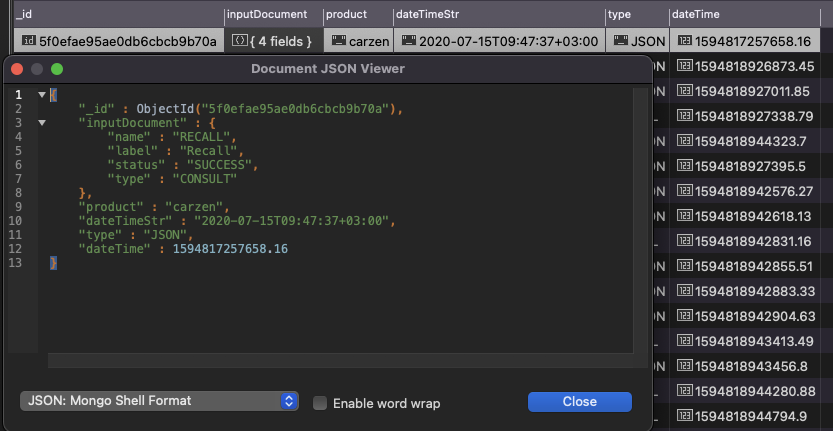 _id inputDocument product dateTimeStr type dateTime
5f0efae95ae0db6cbcb9b70a { 4 fields } carzen 2020-07-15T09:47:37+03:00 JSON 1594817257658.16
Document JSON Viewer
ON 1594818926873.45
1 {
ON 1594818927011.85
2 "_id" : ObjectId("5f0efae95ae0db6cbcb9b70a"),
3 "inputDocument" : {
1594818927338.79
4 "name" : "RECALL",
ON 1594818944323.7
5 "label" : "Recall",
6 "status" : "SUCCESS",
ON 1594818927395.5
7 "type" : "CONSULT"
ON 1594818942576.27
8 },
9 "product" : "carzen",
ON 1594818942618.13
10 "dateTimeStr" : "2020-07-15T09:47:37+03:00",
11 "type" : "JSON",
1594818942831.16
12 "dateTime" : 1594817257658.16
13 }
ON 1594818942855.51
ON 1594818942883.33
ON 1594818942904.63
1594818943413.49
ON 1594818943456.8
1594818944280.88
JSON: Mongo Shell Format Enable word wrap Close
1594818944794.9